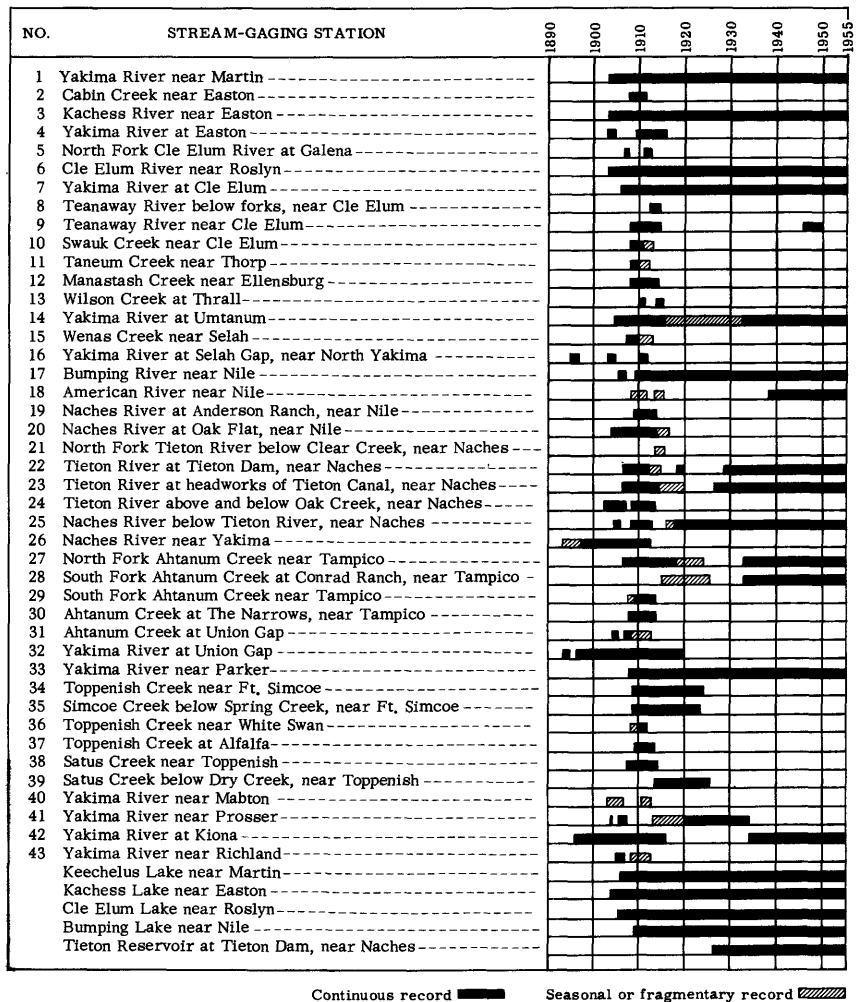 NO. STREAM-GAGING STATION 1890 1900 1910 1920 1930 1940 1950 1955
1 Yakima River near Martin
2 Cabin Creek near Easton
3 Kachess River near Easton
4 Yakima River at Easton
5 North Fork Cle Elum River at Galena
6 Cle Elum River near Roslyn
7 Yakima River at Cle Elum
8 Teanaway River below forks, near Cle Elum
9 Teanaway River near Cle Elum
10 Swauk Creek near Cle Elum
11 Taneum Creek near Thorp
12 Manastash Creek near Ellensburg
13 Wilson Creek at Thrall
14 Yakima River at Umtanum
15 Wenas Creek near Selah
16 Yakima River at Selah Gap, near North Yakima
17 Bumping River near Nile
18 American River near Nile
19 Naches River at Anderson Ranch, near Nile
20 Naches River at Oak Flat, near Nile
21 North Fork Tieton River below Clear Creek, near Naches
22 Tieton River at Tieton Dam, near Naches
23 Tieton River at headworks of Tieton Canal, near Naches
24 Tieton River above and below Oak Creek, near Naches
25 Naches River below Tieton River, near Naches
26 Naches River near Yakima
27 North Fork Ahtanum Creek near Tampico
28 South Fork Ahtanum Creek at Conrad Ranch, near Tampico
29 South Fork Ahtanum Creek near Tampico
30 Ahtanum Creek at The Narrows, near Tampico
31 Ahtanum Creek at Union Gap
32 Yakima River at Union Gap
33 Yakima River near Parker
34 Toppenish Creek near Ft. Simcoe
35 Simcoe Creek below Spring Creek, near Ft. Simcoe
36 Toppenish Creek near White Swan
37 Toppenish Creek at Alfalfa
38 Satus Creek near Toppenish
39 Satus Creek below Dry Creek, near Toppenish
40 Yakima River near Mabton
41 Yakima River near Prosser
42 Yakima River at Kiona
43 Yakima River near Richland
Keechelus Lake near Martin
Kachess Lake near Easton
Cle Elum Lake near Roslyn
Bumping Lake near Nile
Tieton Reservoir at Tieton Dam, near Naches
Continuous record Seasonal or fragmentary record